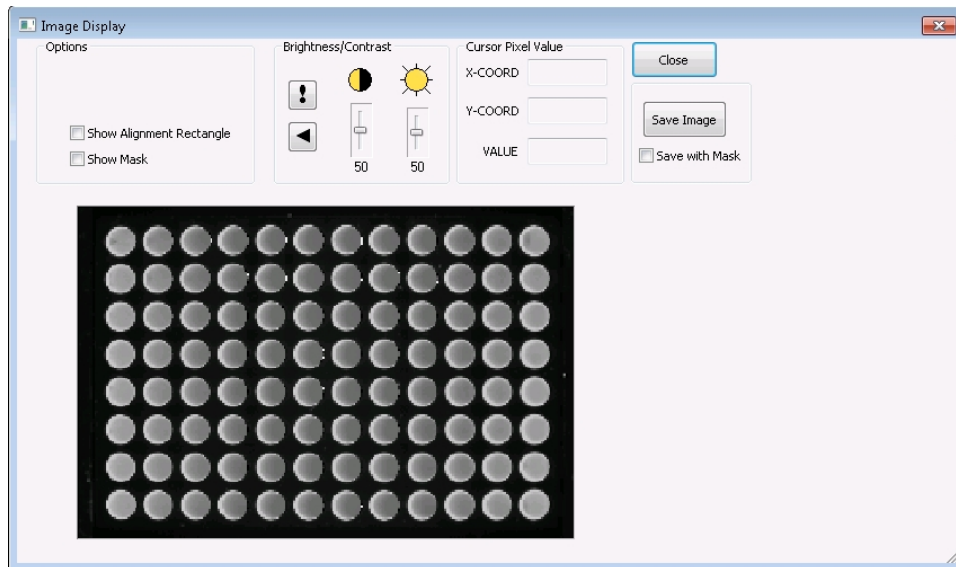 Image Display
Options
Show Alignment Rectangle
Show Mask
Brightness/Contrast
50
50
Cursor Pixel Value
X-COORD
Y-COORD
VALUE
Close
Save Image
Save with Mask